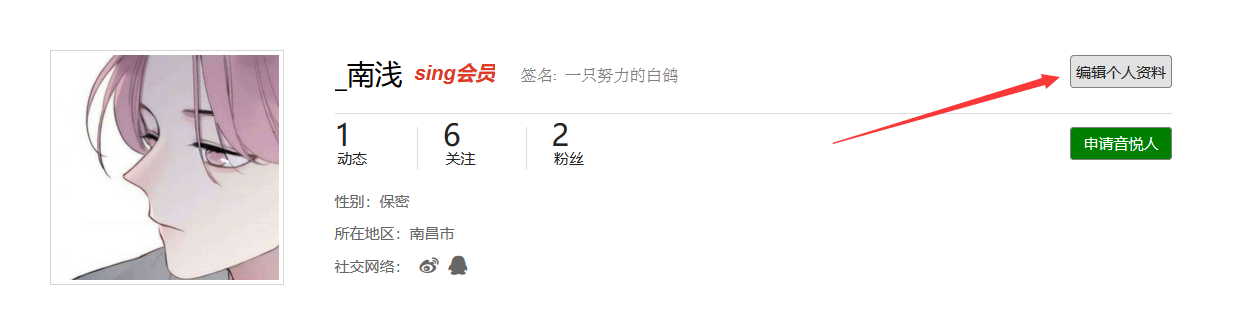 _南浅 sing会员 签名: 一只努力的白鸽 编辑个人资料
1 6 2
动态 关注 粉丝 申请音悦人
性别：保密
所在地区：南昌市
社交网络：